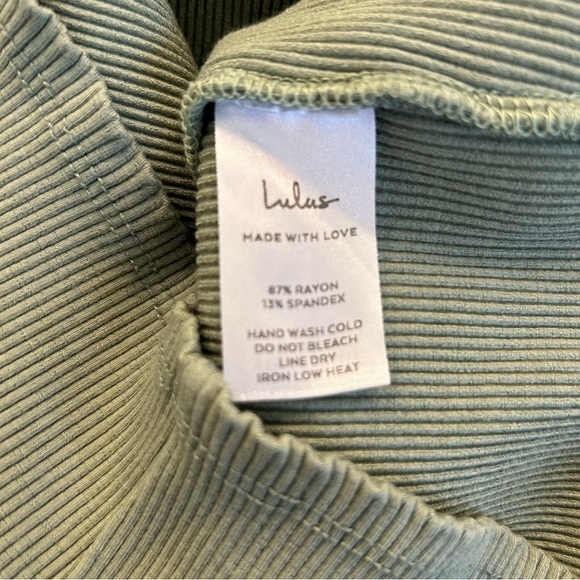 Lulus
MADE WITH LOVE
87% RAYON
13% SPANDEX
HAND WASH COLD
DO NOT BLEACH
LINE DRY
IRON LOW HEAT